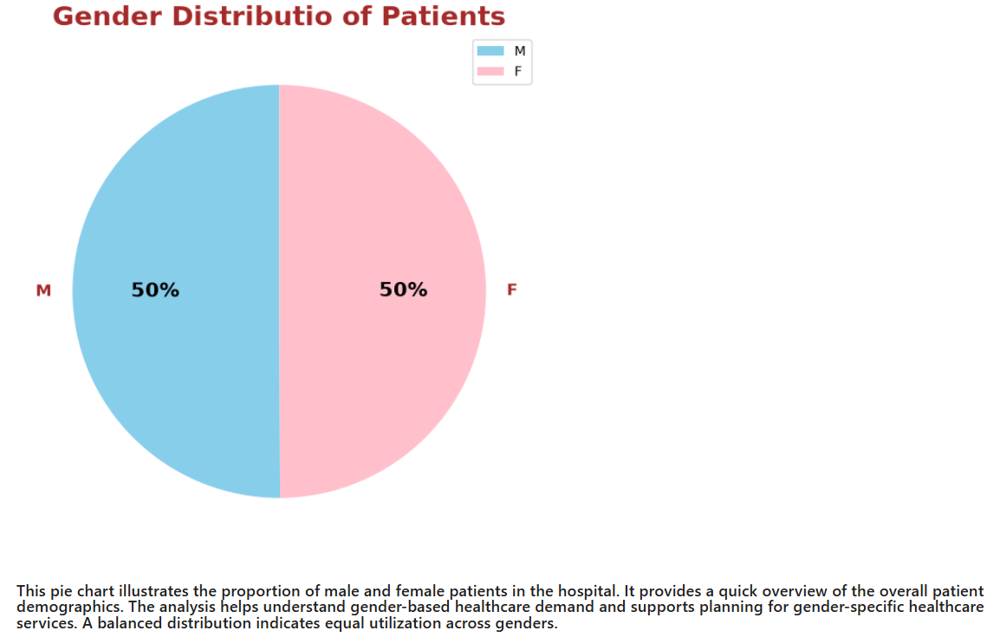 Gender Distributio of Patients
M
F
M
50%
50%
F
This pie chart illustrates the proportion of male and female patients in the hospital. It provides a quick overview of the overall patient
demographics. The analysis helps understand gender-based healthcare demand and supports planning for gender-specific healthcare
services. A balanced distribution indicates equal utilization across genders.